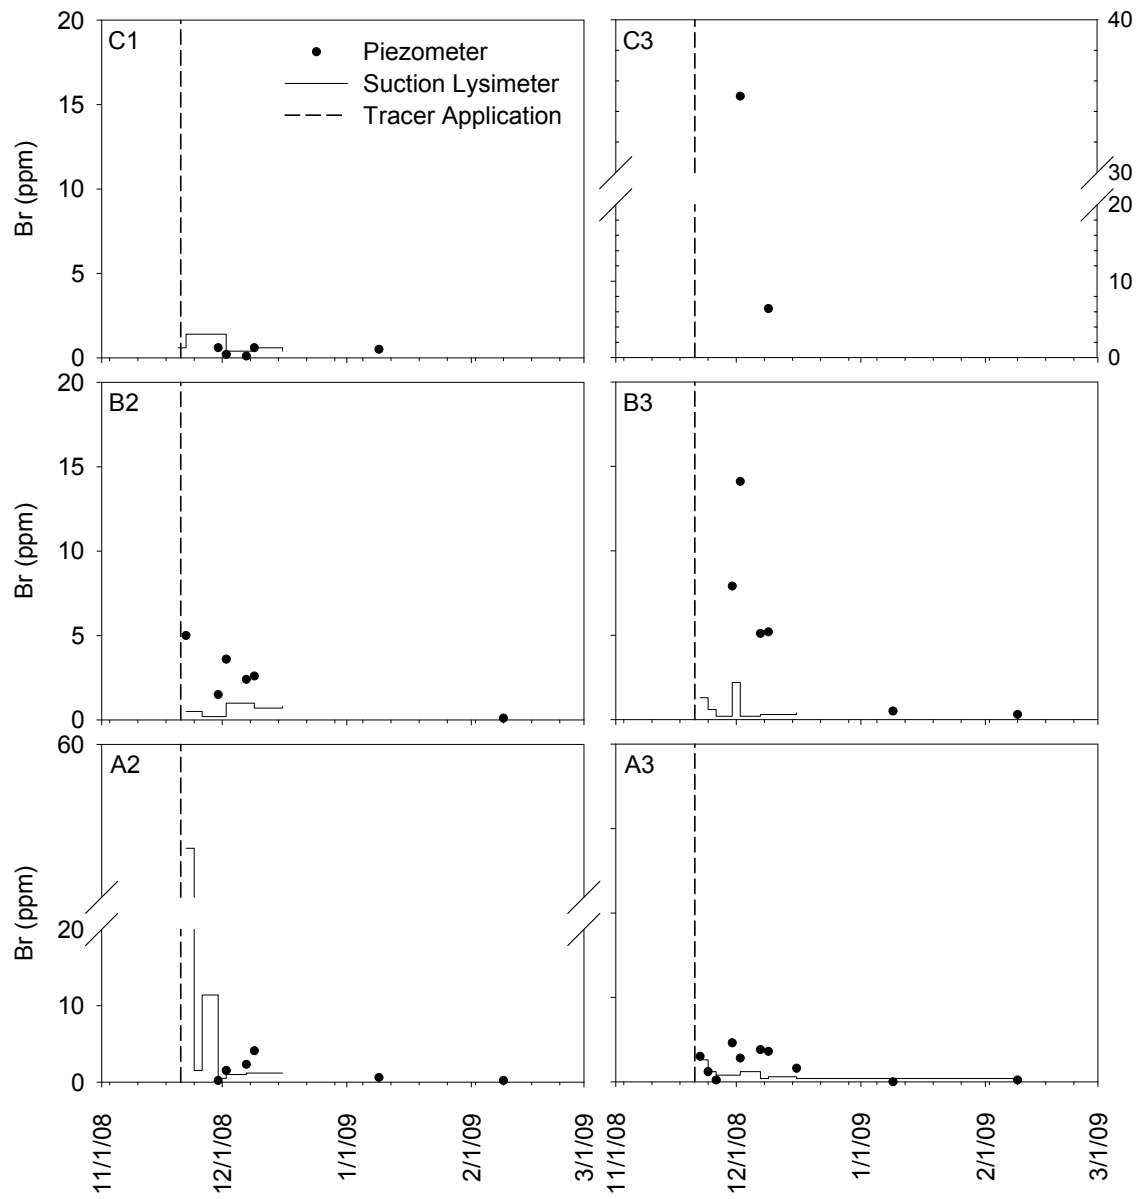 C1
Piezometer
Suction Lysimeter
Tracer Application
20
15
10
5
0
Br (ppm)
C3
40
30
20
10
0
B2
20
15
10
5
0
Br (ppm)
B3
A2
60
20
10
0
Br (ppm)
A3
11/1/08
12/1/08
1/1/09
2/1/09
3/1/09
11/1/08
12/1/08
1/1/09
2/1/09
3/1/09